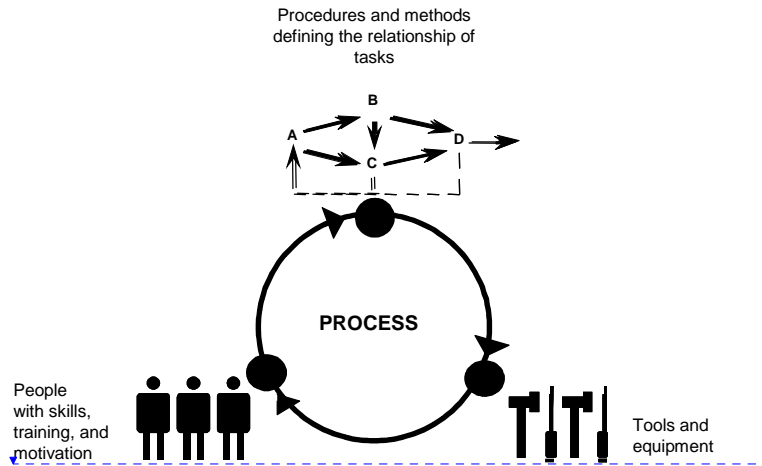 Procedures and methods
defining the relationship of
tasks
B
A
D
C
PROCESS
People
with skills,
training, and
motivation
Tools and
equipment